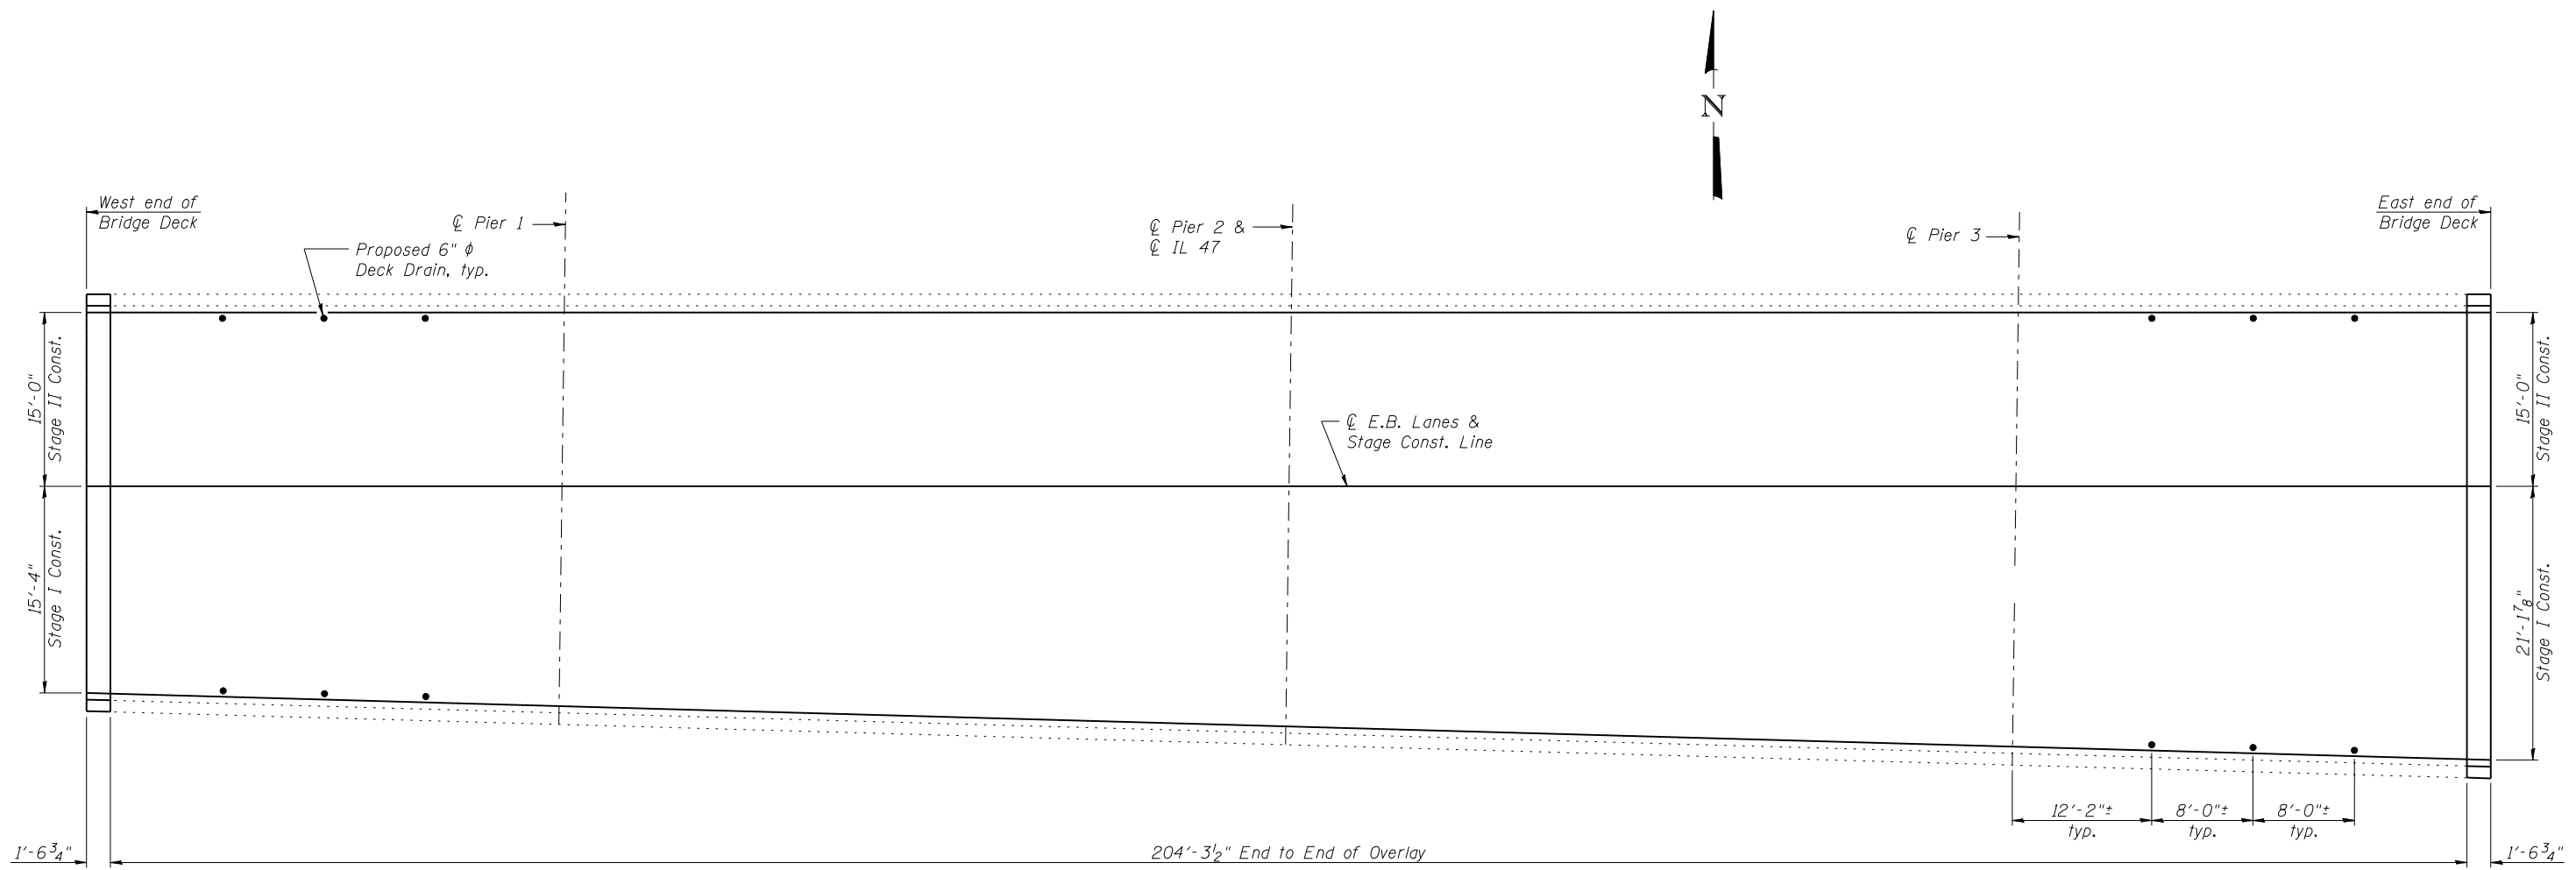 N
West end of
Bridge Deck
℄ Pier 1
Proposed 6" ϕ
Deck Drain, typ.
℄ Pier 2 &
℄ IL 47
℄ Pier 3
East end of
Bridge Deck
15'-0"
Stage II Const.
15'-0"
Stage II Const.
℄ E.B. Lanes &
Stage Const. Line
15'-4"
Stage I Const.
21'-1⅞"
Stage I Const.
12'-2"±
typ.
8'-0"±
typ.
8'-0"±
typ.
1'-6¾"
204'-3½" End to End of Overlay
1'-6¾"